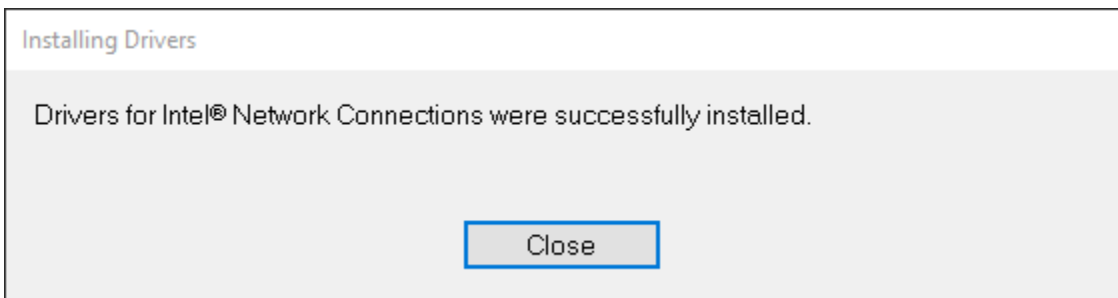 Installing Drivers
Drivers for Intel® Network Connections were successfully installed.
Close